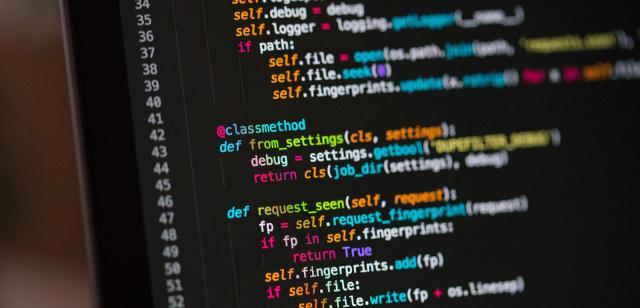 34
35 self.debug = debug
36 self.logger = logging.getLogger(__name__)
37 if path:
38 self.file = open(os.path.join(path, 'requests.seen'),
39 self.file.seek(0)
40 self.fingerprints.update(x.rstrip() for x in self.file
41
42 @classmethod
43 def from_settings(cls, settings):
44 debug = settings.getbool('DUPEFILTER_DEBUG')
45 return cls(job_dir(settings), debug)
46
47 def request_seen(self, request):
48 fp = self.request_fingerprint(request)
49 if fp in self.fingerprints:
50 return True
51 self.fingerprints.add(fp)
52 if self.file:
self.file.write(fp + os.linesep)